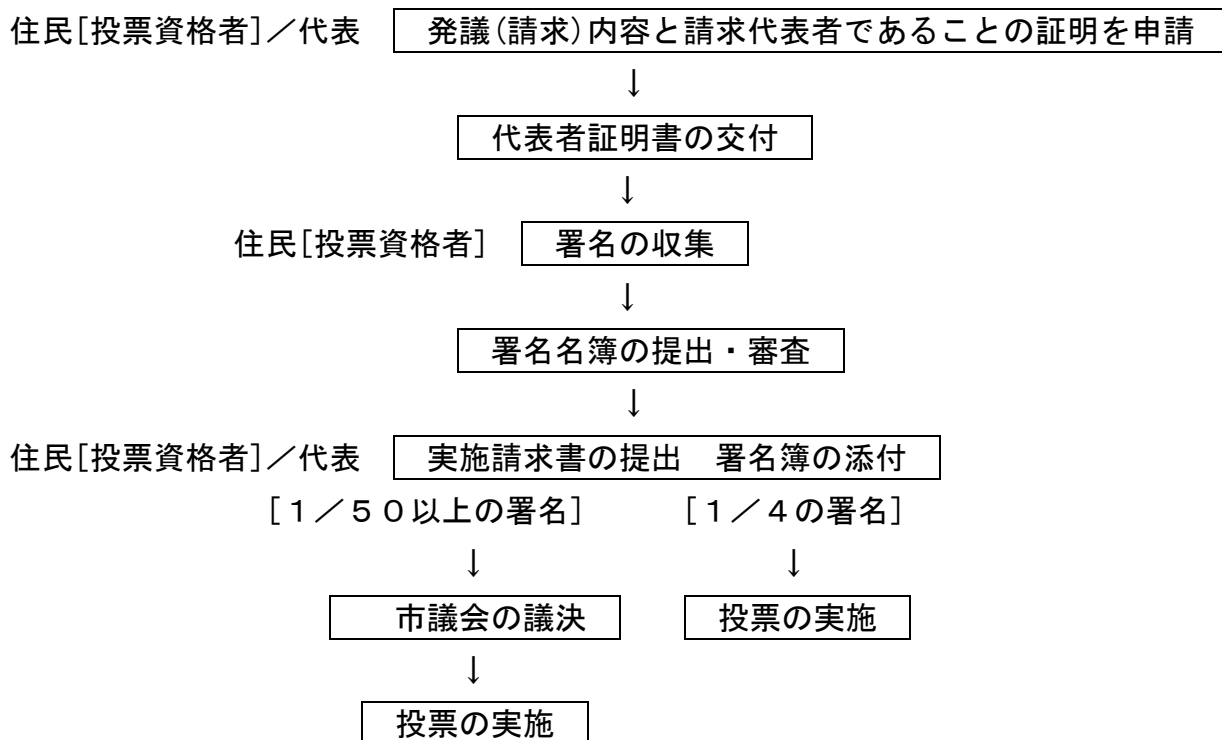 住民[投票資格者]/代表 発議(請求)内容と請求代表者であることの証明を申請
↓
代表者証明書の交付
↓
住民[投票資格者] 署名の収集
↓
署名名簿の提出・審査
↓
住民[投票資格者]/代表 実施請求書の提出 署名簿の添付
[1/50以上の署名] [1/4の署名]
↓ ↓
市議会の議決 投票の実施
↓
投票の実施